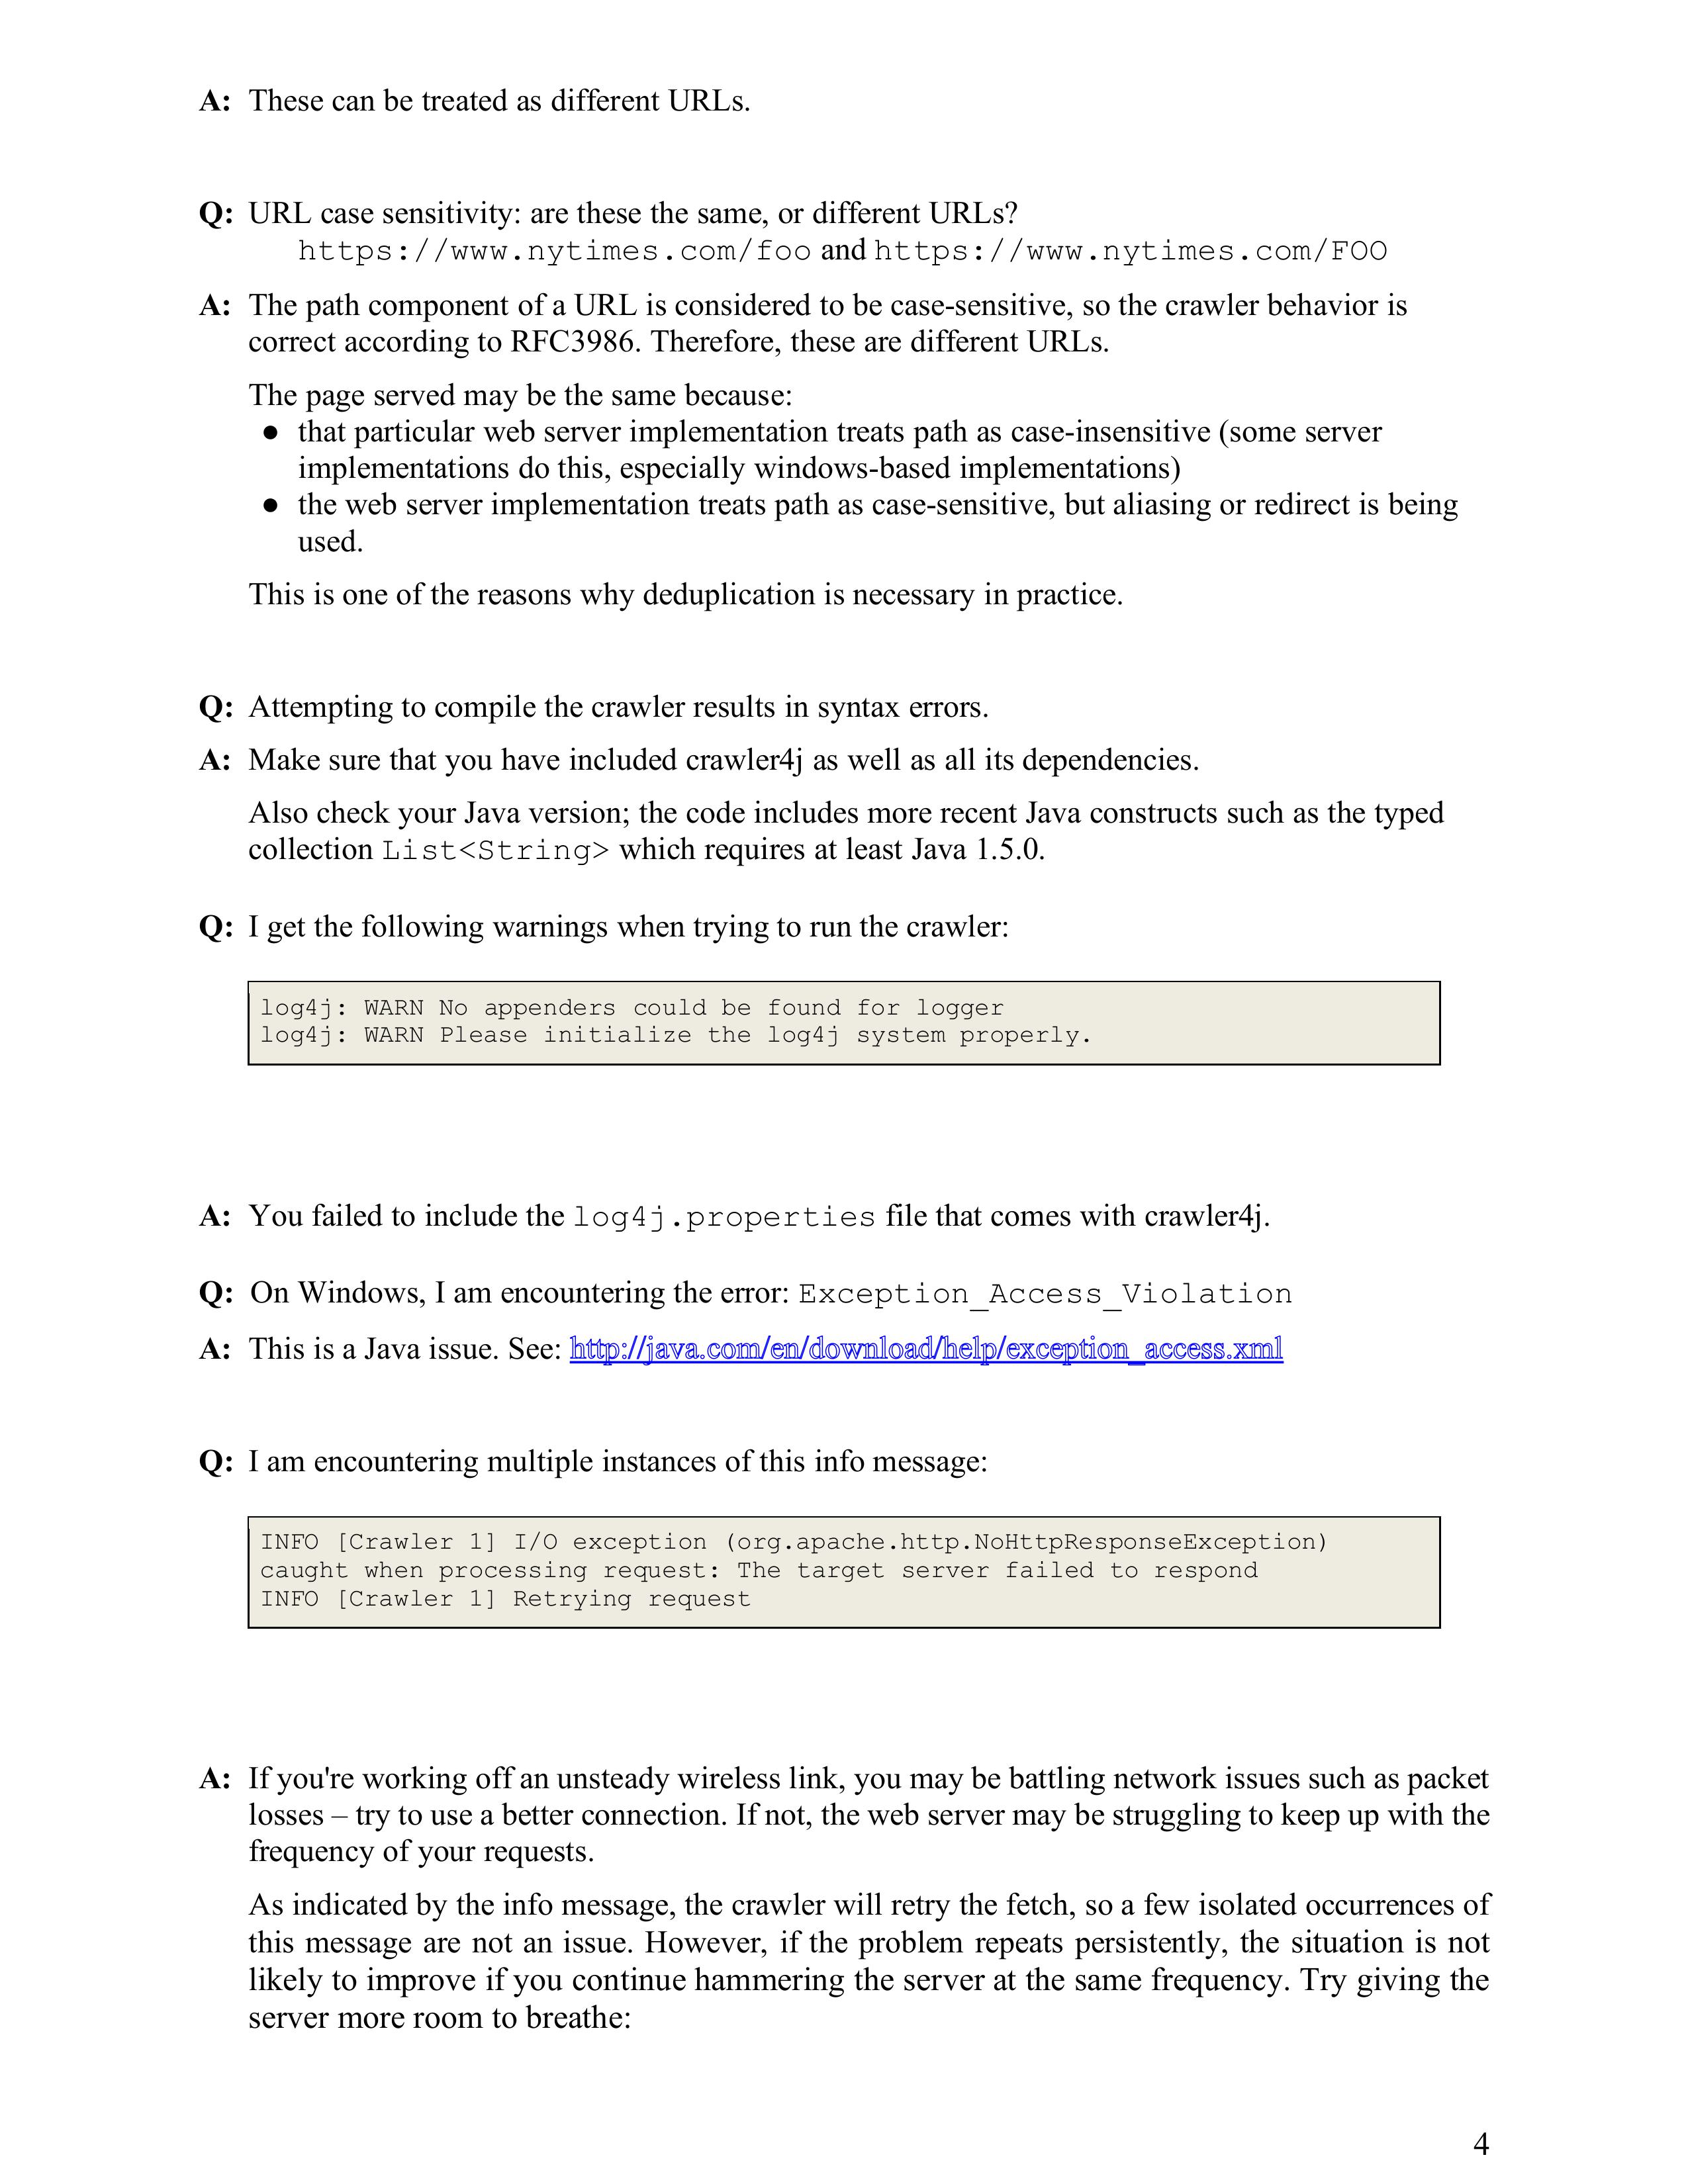 A: These can be treated as different URLs.
Q: URL case sensitivity: are these the same, or different URLs?
https://www.nytimes.com/foo and https://www.nytimes.com/FOO
A: The path component of a URL is considered to be case-sensitive, so the crawler behavior is
correct according to RFC3986. Therefore, these are different URLs.
The page served may be the same because:
● that particular web server implementation treats path as case-insensitive (some server
implementations do this, especially windows-based implementations)
● the web server implementation treats path as case-sensitive, but aliasing or redirect is being
used.
This is one of the reasons why deduplication is necessary in practice.
Q: Attempting to compile the crawler results in syntax errors.
A: Make sure that you have included crawler4j as well as all its dependencies.
Also check your Java version; the code includes more recent Java constructs such as the typed
collection List<String> which requires at least Java 1.5.0.
Q: I get the following warnings when trying to run the crawler:
log4j: WARN No appenders could be found for logger
log4j: WARN Please initialize the log4j system properly.
A: You failed to include the log4j.properties file that comes with crawler4j.
Q: On Windows, I am encountering the error: Exception_Access_Violation
A: This is a Java issue. See: http://java.com/en/download/help/exception_access.xml
Q: I am encountering multiple instances of this info message:
INFO [Crawler 1] I/O exception (org.apache.http.NoHttpResponseException)
caught when processing request: The target server failed to respond
INFO [Crawler 1] Retrying request
A: If you're working off an unsteady wireless link, you may be battling network issues such as packet
losses – try to use a better connection. If not, the web server may be struggling to keep up with the
frequency of your requests.
As indicated by the info message, the crawler will retry the fetch, so a few isolated occurrences of
this message are not an issue. However, if the problem repeats persistently, the situation is not
likely to improve if you continue hammering the server at the same frequency. Try giving the
server more room to breathe:
4